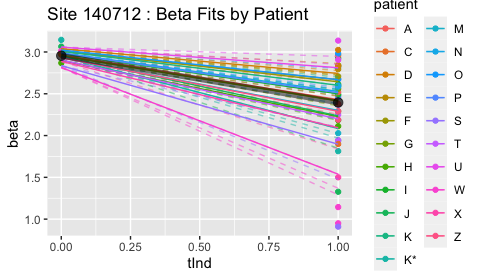 Site 140712 : Beta Fits by Patient
patient
A M
C N
D O
E P
F S
G T
H U
I W
J X
K Z
K*
3.0
2.5
2.0
1.5
1.0
beta
0.00 0.25 0.50 0.75 1.00
tInd